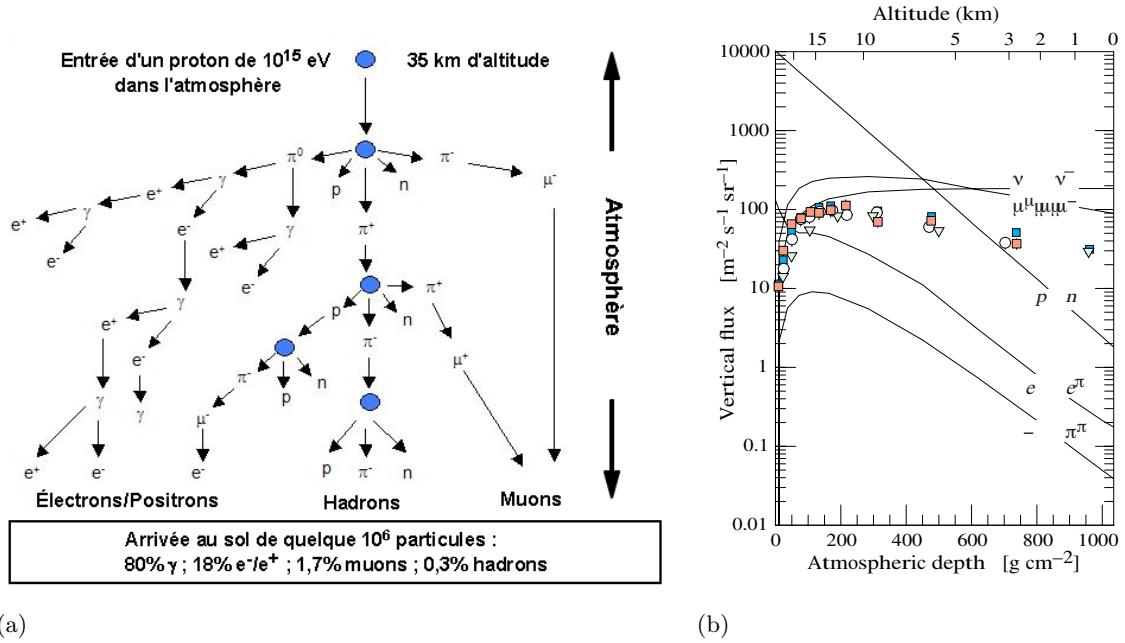 (a)
Entrée d'un proton de 10¹⁵ eV
dans l'atmosphère
35 km d'altitude
π⁰
π⁻
p
n
γ
e⁺
μ⁻
γ
e⁺
e⁻
π⁺
γ
e⁺
e⁻
e⁻
γ
π⁺
p
n
e⁺
π⁻
e⁻
μ⁺
π⁻
n
p
γ
γ
μ⁻
e⁺
e⁻
e⁻
p
π⁻
n
Électrons/Positrons
Hadrons
Muons
Atmosphère
Arrivée au sol de quelque 10⁶ particules :
80% γ ; 18% e⁻/e⁺ ; 1,7% muons ; 0,3% hadrons
(a)
(b)
Altitude (km)
15
10
5
3
2
1
0
10000
1000
100
10
1
0.1
0.01
Vertical flux [m⁻² s⁻¹ sr⁻¹]
ν ν⁻
p n
e e π
− π π
0
200
400
600
800
1000
Atmospheric depth [g cm⁻²]